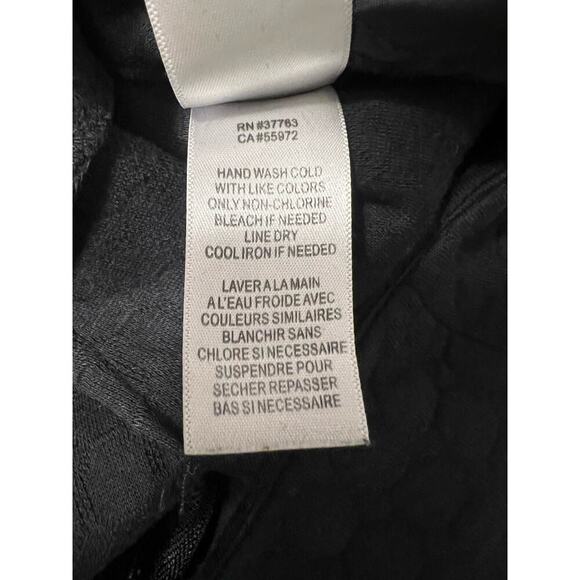 RN #37763
CA#55972
HAND WASH COLD
WITH LIKE COLORS
ONLY NON-CHLORINE
BLEACH IF NEEDED
LINE DRY
COOL IRON IF NEEDED
LAVER A LA MAIN
A L'EAU FROIDE AVEC
COULEURS SIMILAIRES
BLANCHIR SANS
CHLORE SI NECESSAIRE
SUSPENDRE POUR
SECHER REPASSER
BAS SI NECESSAIRE